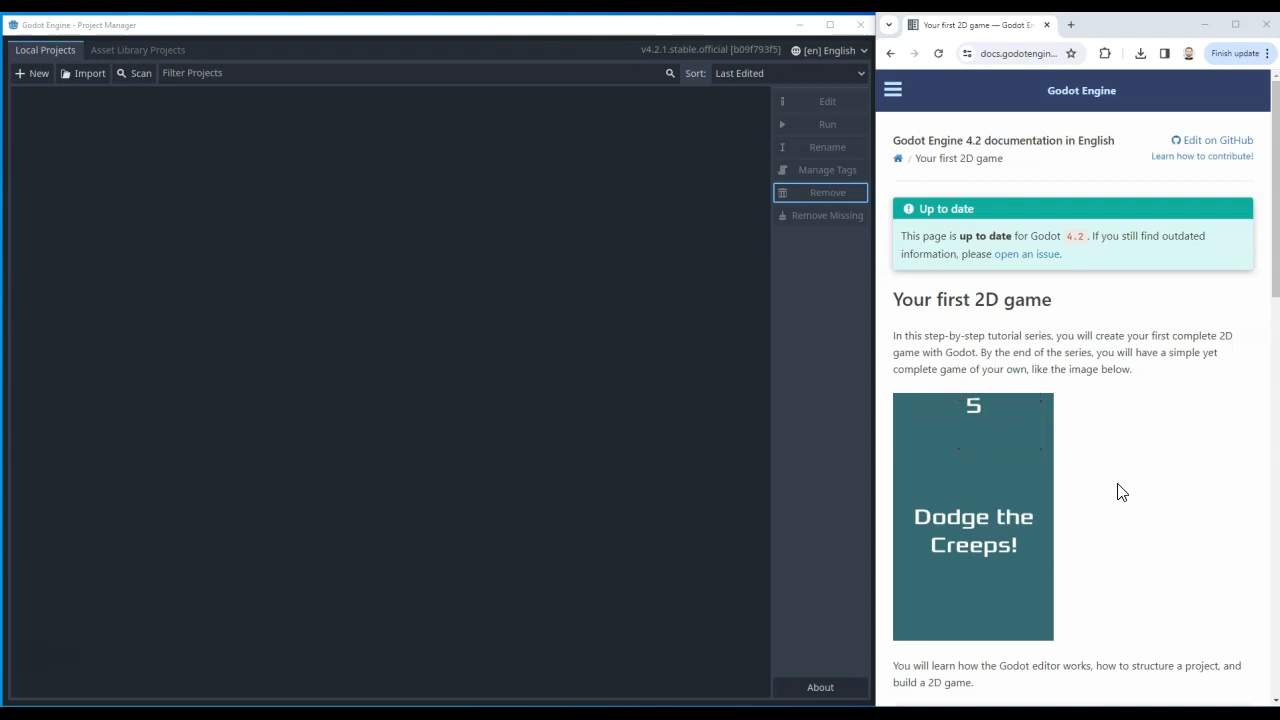 Godot Engine - Project Manager
Local Projects
Asset Library Projects
v4.2.1.stable.official [b09f793f5]
[en] English
New
Import
Scan
Filter Projects
Sort:
Last Edited
Edit
Run
Rename
Manage Tags
Remove
Remove Missing
About
Your first 2D game — Godot En
docs.godotengin...
Finish update
Godot Engine
Godot Engine 4.2 documentation in English
Edit on GitHub
/ Your first 2D game
Learn how to contribute!
Up to date
This page is up to date for Godot 4.2. If you still find outdated
information, please open an issue.
Your first 2D game
In this step-by-step tutorial series, you will create your first complete 2D
game with Godot. By the end of the series, you will have a simple yet
complete game of your own, like the image below.
5
Dodge the
Creeps!
You will learn how the Godot editor works, how to structure a project, and
build a 2D game.